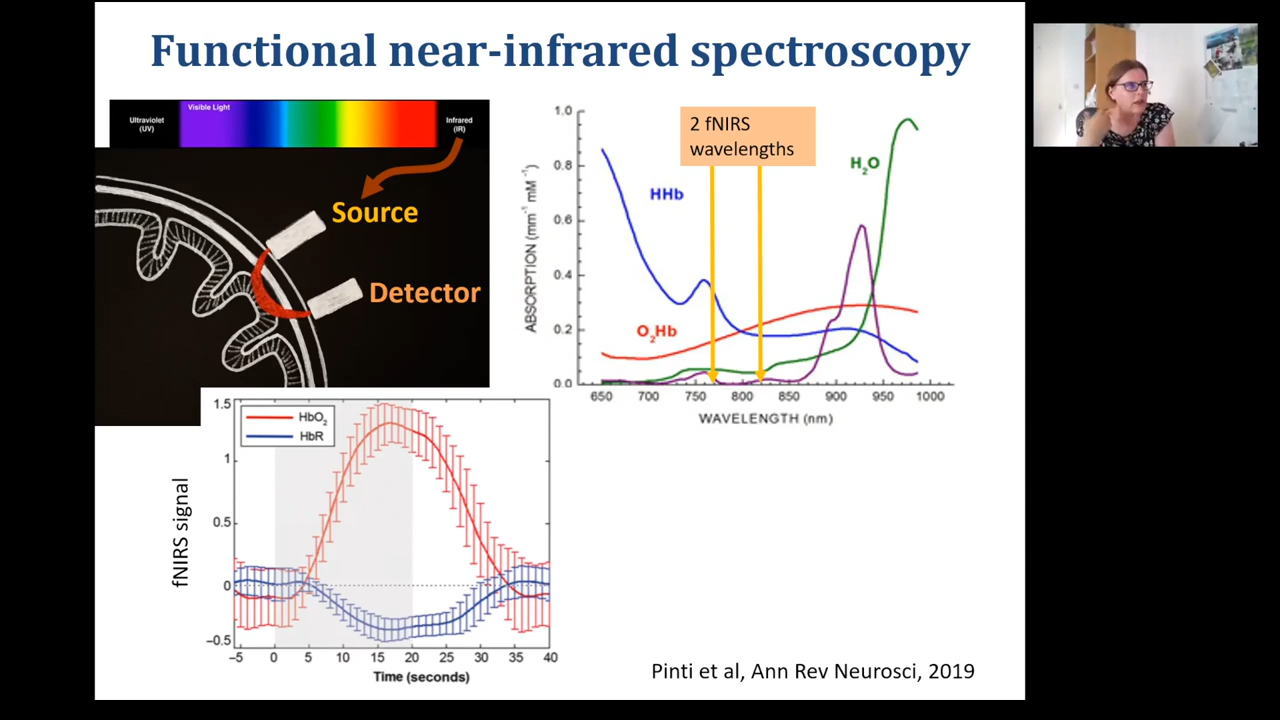 Functional near-infrared spectroscopy
Visible Light
Ultraviolet
(UV)
Infrared
(IR)
Source
Detector
2 fNIRS
wavelengths
H₂O
HHb
O₂Hb
ABSORPTION (mm⁻¹ mM⁻¹)
1.0
0.8
0.6
0.4
0.2
0.0
650 700 750 800 850 900 950 1000
WAVELENGTH (nm)
HbO₂
HbR
fNIRS signal
1.5
1
0.5
0
−0.5
−5 0 5 10 15 20 25 30 35 40
Time (seconds)
Pinti et al, Ann Rev Neurosci, 2019